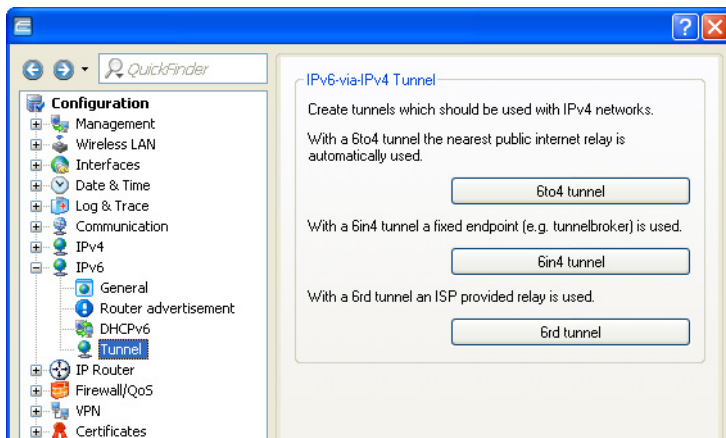 QuickFinder
Configuration
Management
Wireless LAN
Interfaces
Date & Time
Log & Trace
Communication
IPv4
IPv6
General
Router advertisement
DHCPv6
Tunnel
IP Router
Firewall/QoS
VPN
Certificates
IPv6-via-IPv4 Tunnel
Create tunnels which should be used with IPv4 networks.
With a 6to4 tunnel the nearest public internet relay is
automatically used.
6to4 tunnel
With a 6in4 tunnel a fixed endpoint (e.g. tunnelbroker) is used.
6in4 tunnel
With a 6rd tunnel an ISP provided relay is used.
6rd tunnel